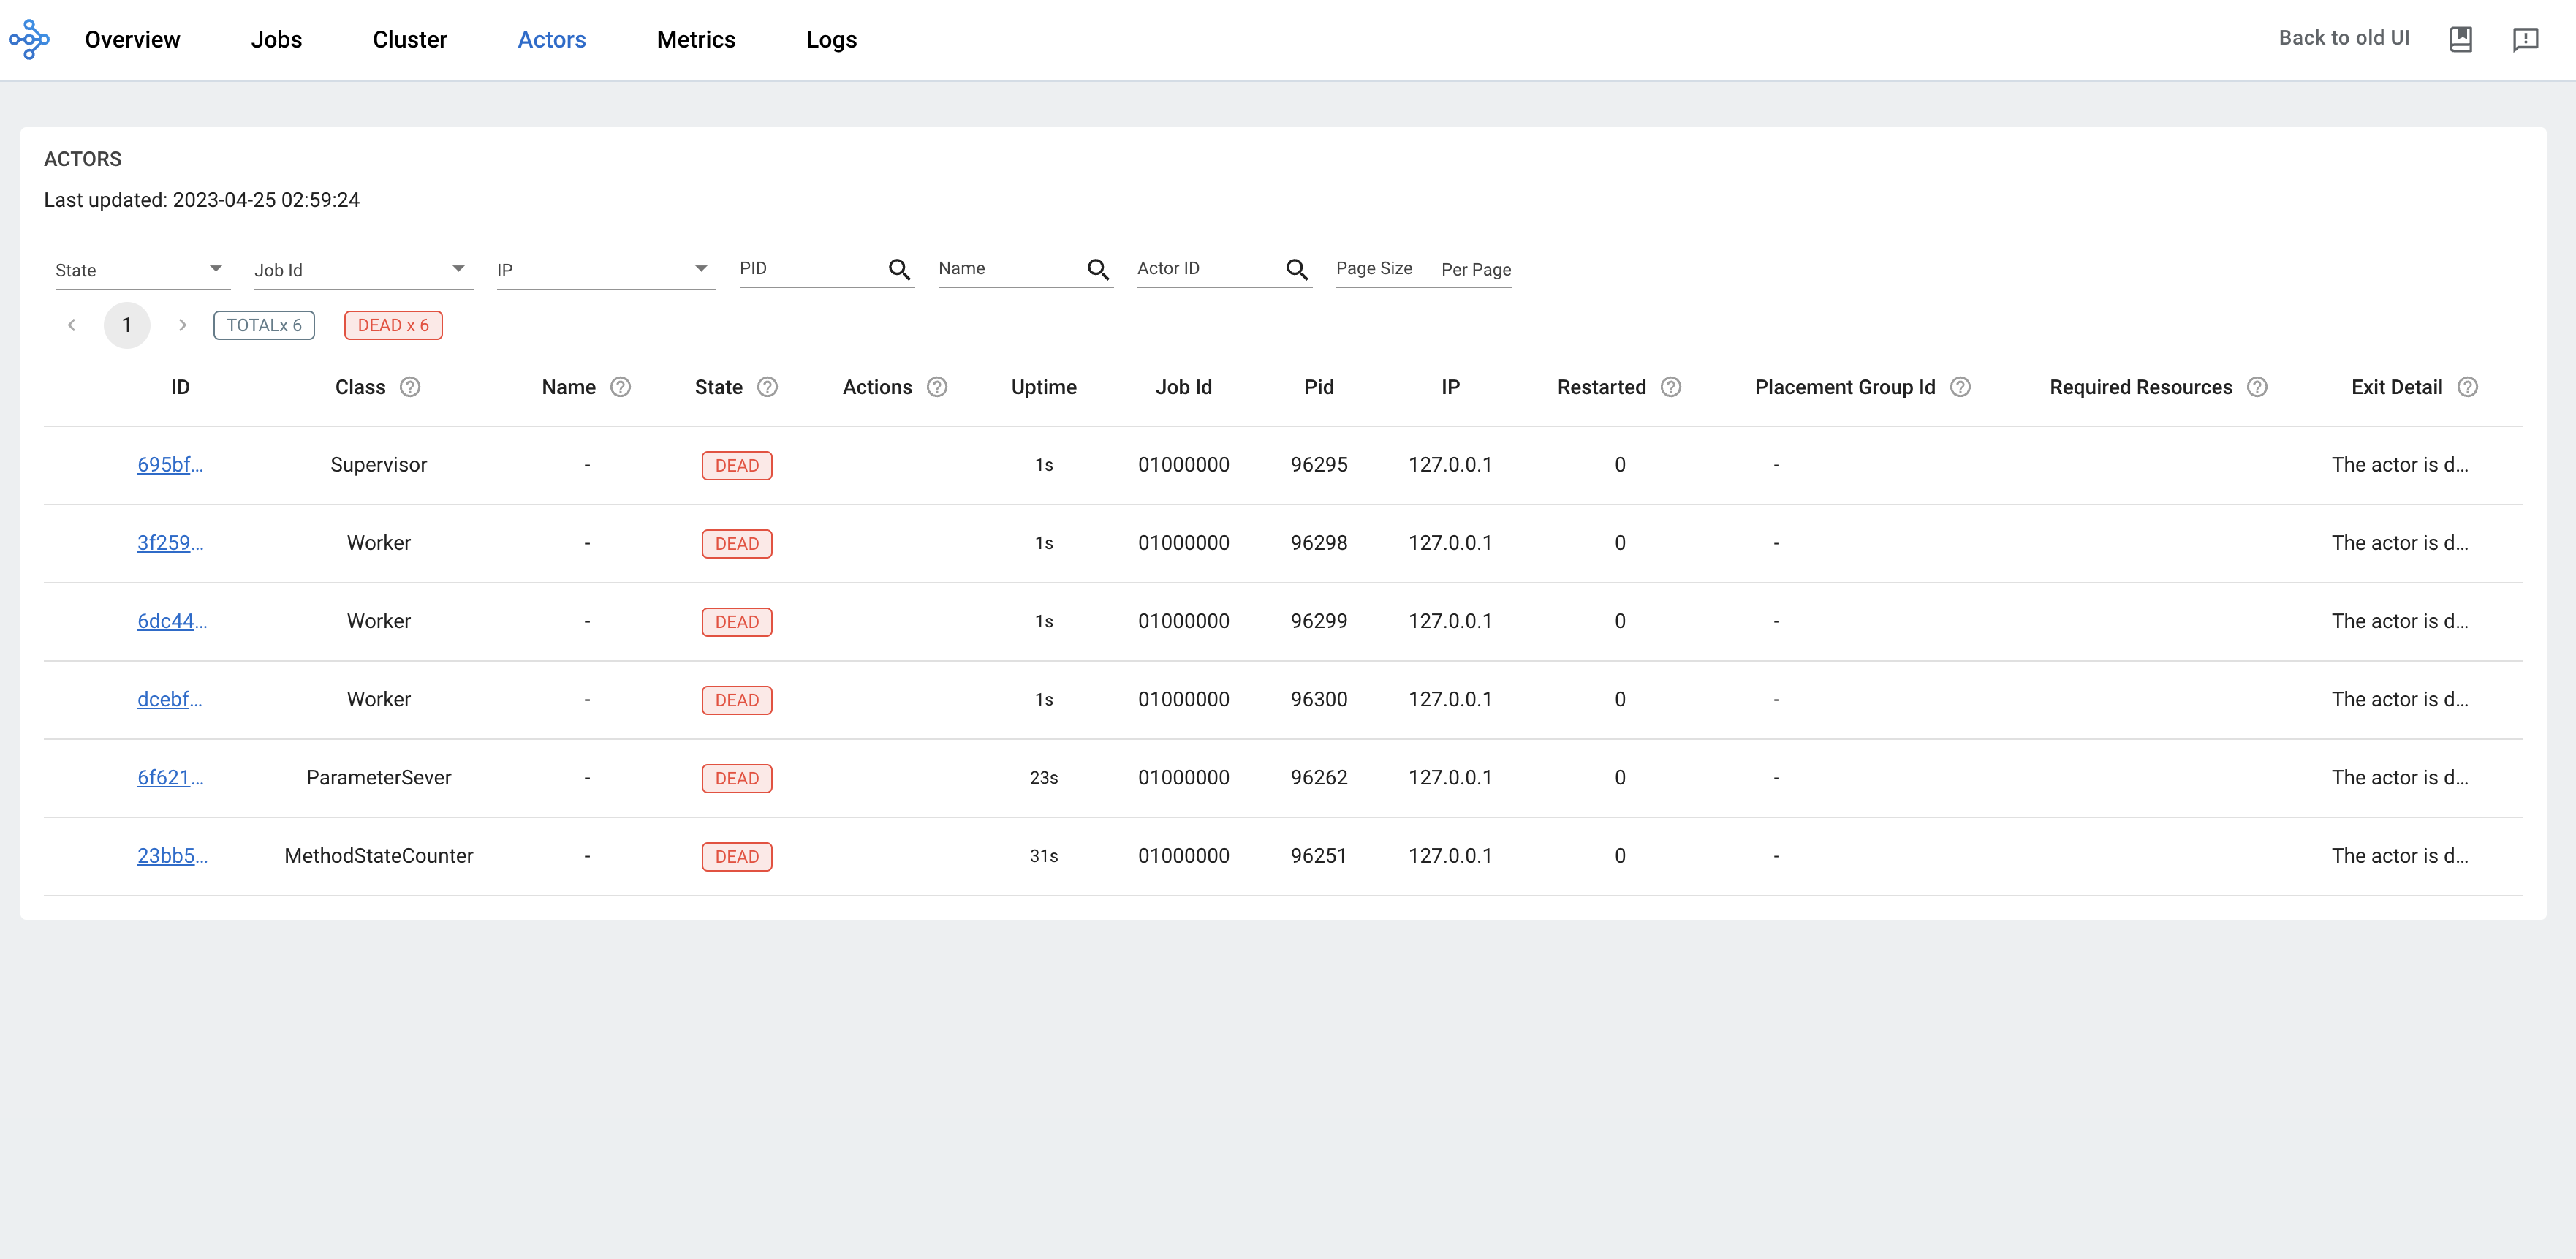 Overview Jobs Cluster Actors Metrics Logs Back to old UI
ACTORS
Last updated: 2023-04-25 02:59:24
State Job Id IP PID Name Actor ID Page Size Per Page
1 TOTALx 6 DEAD x 6
ID Class Name State Actions Uptime Job Id Pid IP Restarted Placement Group Id Required Resources Exit Detail
695bf... Supervisor - DEAD 1s 01000000 96295 127.0.0.1 0 - The actor is d...
3f259... Worker - DEAD 1s 01000000 96298 127.0.0.1 0 - The actor is d...
6dc44... Worker - DEAD 1s 01000000 96299 127.0.0.1 0 - The actor is d...
dcebf... Worker - DEAD 1s 01000000 96300 127.0.0.1 0 - The actor is d...
6f621... ParameterSever - DEAD 23s 01000000 96262 127.0.0.1 0 - The actor is d...
23bb5... MethodStateCounter - DEAD 31s 01000000 96251 127.0.0.1 0 - The actor is d...